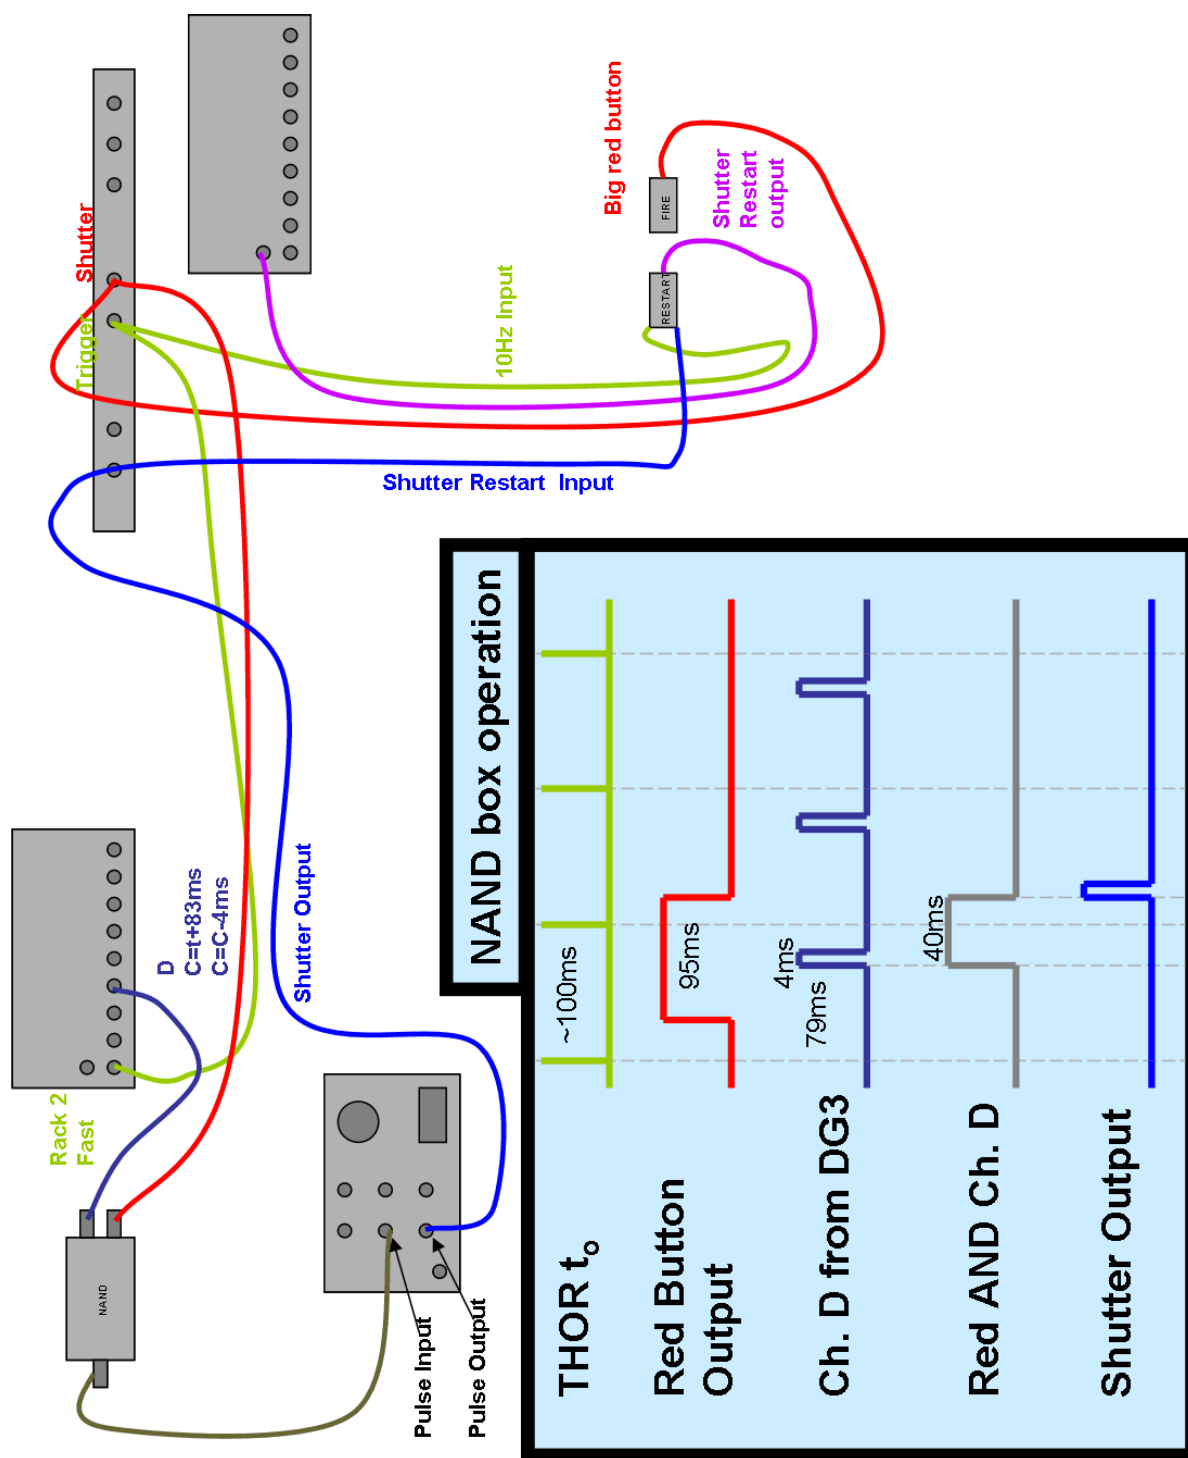 Shutter
Trigger
Big red button
FIRE
RESTART
Shutter
Restart
output
10Hz Input
Shutter Restart Input
D
C=t+83ms
C=C-4ms
Rack 2
Fast
NAND
Shutter Output
Pulse Input
Pulse Output
NAND box operation
THOR to
~100ms
Red Button
Output
95ms
Ch. D from DG3
79ms
4ms
Red AND Ch. D
40ms
Shutter Output